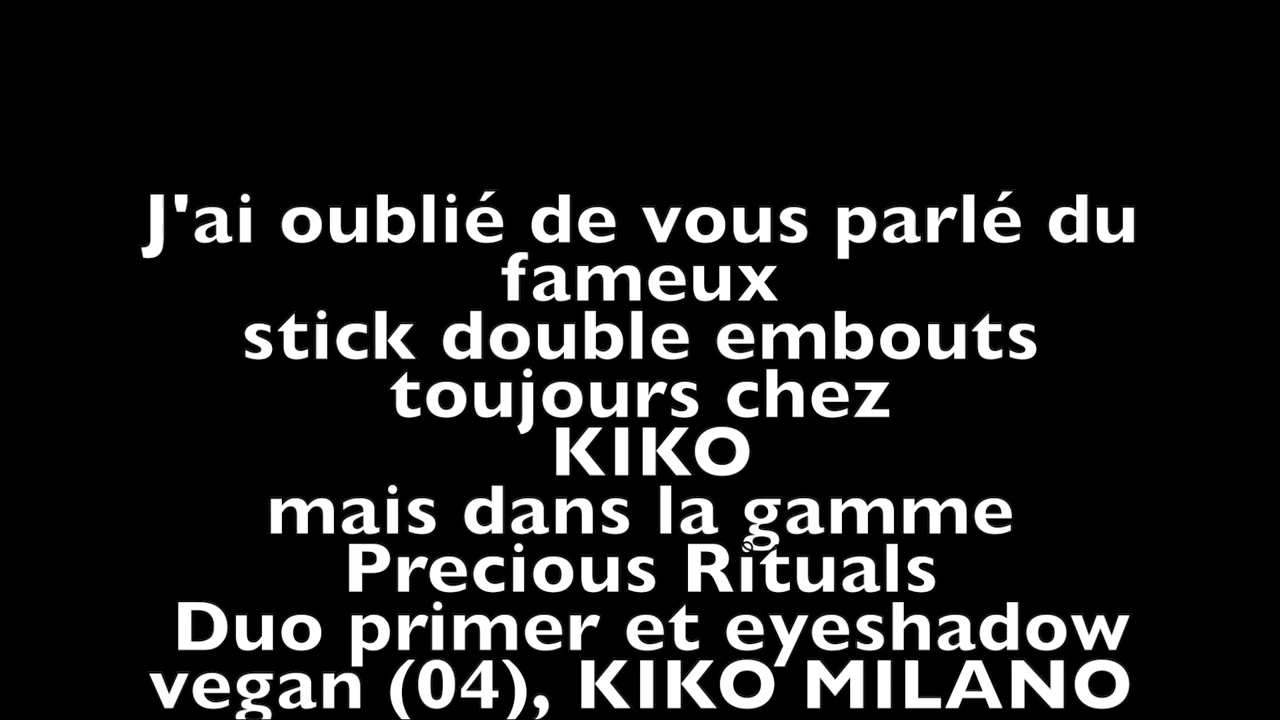 J'ai oublié de vous parlé du
fameux
stick double embouts
toujours chez
KIKO
mais dans la gamme
Precious Rituals
Duo primer et eyeshadow
vegan (04), KIKO MILANO